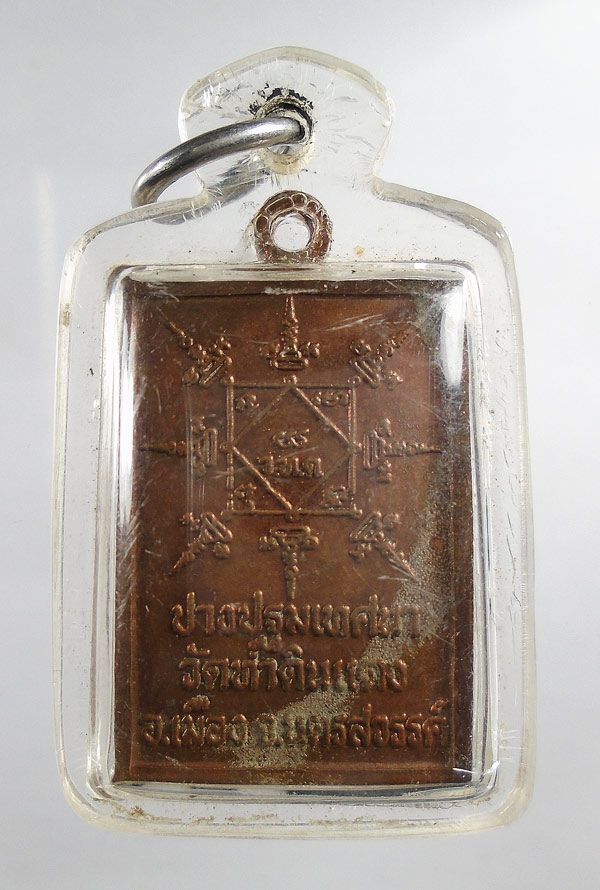 ปางปฐมเทศนา
วัดท่าดินแดง
อ.เมือง จ.นครสวรรค์